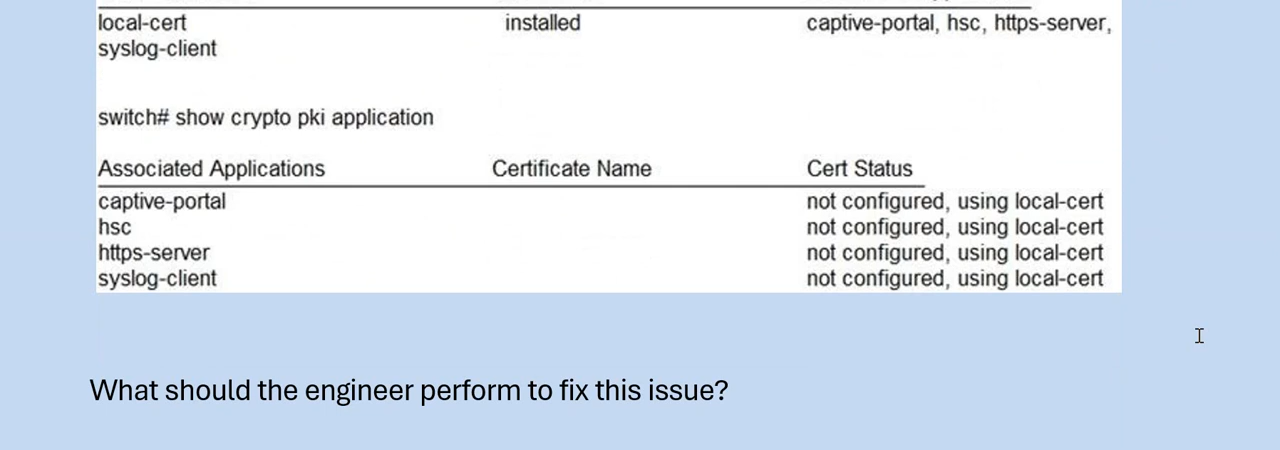 local-cert installed captive-portal, hsc, https-server,
syslog-client
switch# show crypto pki application
Associated Applications Certificate Name Cert Status
captive-portal not configured, using local-cert
hsc not configured, using local-cert
https-server not configured, using local-cert
syslog-client not configured, using local-cert
What should the engineer perform to fix this issue?